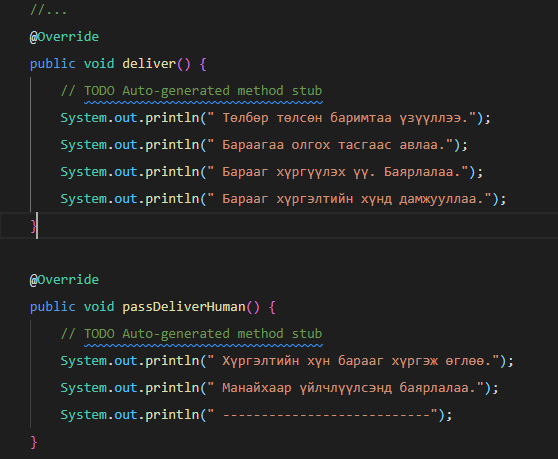 //...
@Override
public void deliver() {
// TODO Auto-generated method stub
System.out.println(" Төлбөр төлсөн баримтаа үзүүллээ.");
System.out.println(" Бараагаа олгох тасгаас авлаа.");
System.out.println(" Барааг хүргүүлэх үү. Баярлалаа.");
System.out.println(" Барааг хүргэлтийн хүнд дамжууллаа.");
}
@Override
public void passDeliverHuman() {
// TODO Auto-generated method stub
System.out.println(" Хүргэлтийн хүн барааг хүргэж өглөө.");
System.out.println(" Манайхаар үйлчлүүлсэнд баярлалаа.");
System.out.println(" ---------------------------");
}